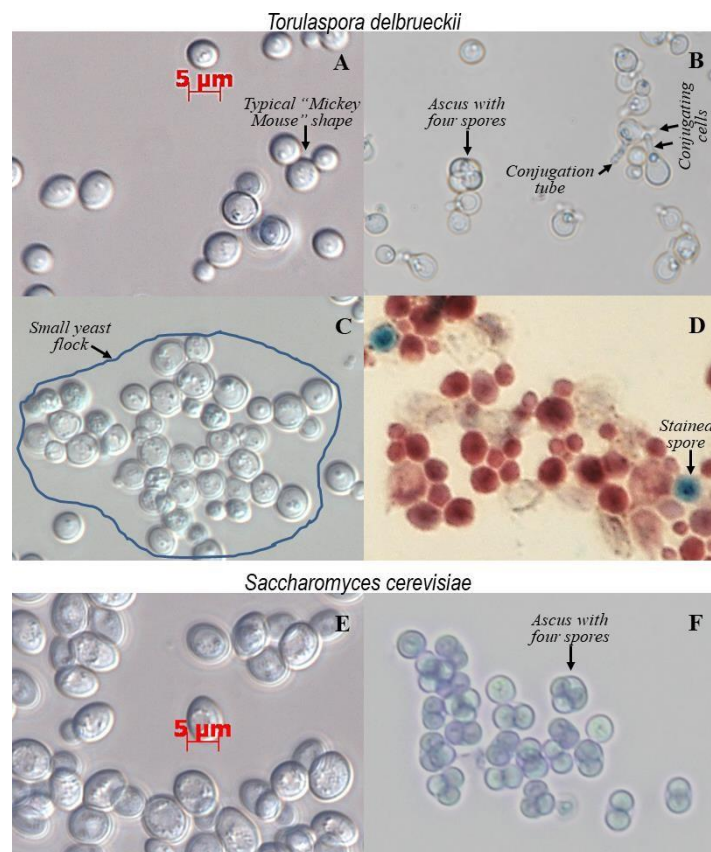 Torulaspora delbrueckii
A
5 µm
Typical “Mickey
Mouse” shape
B
Ascus with
four spores
Conjugating
cells
Conjugation
tube
C
Small yeast
flock
D
Stained
spore
Saccharomyces cerevisiae
E
5 µm
F
Ascus with
four spores